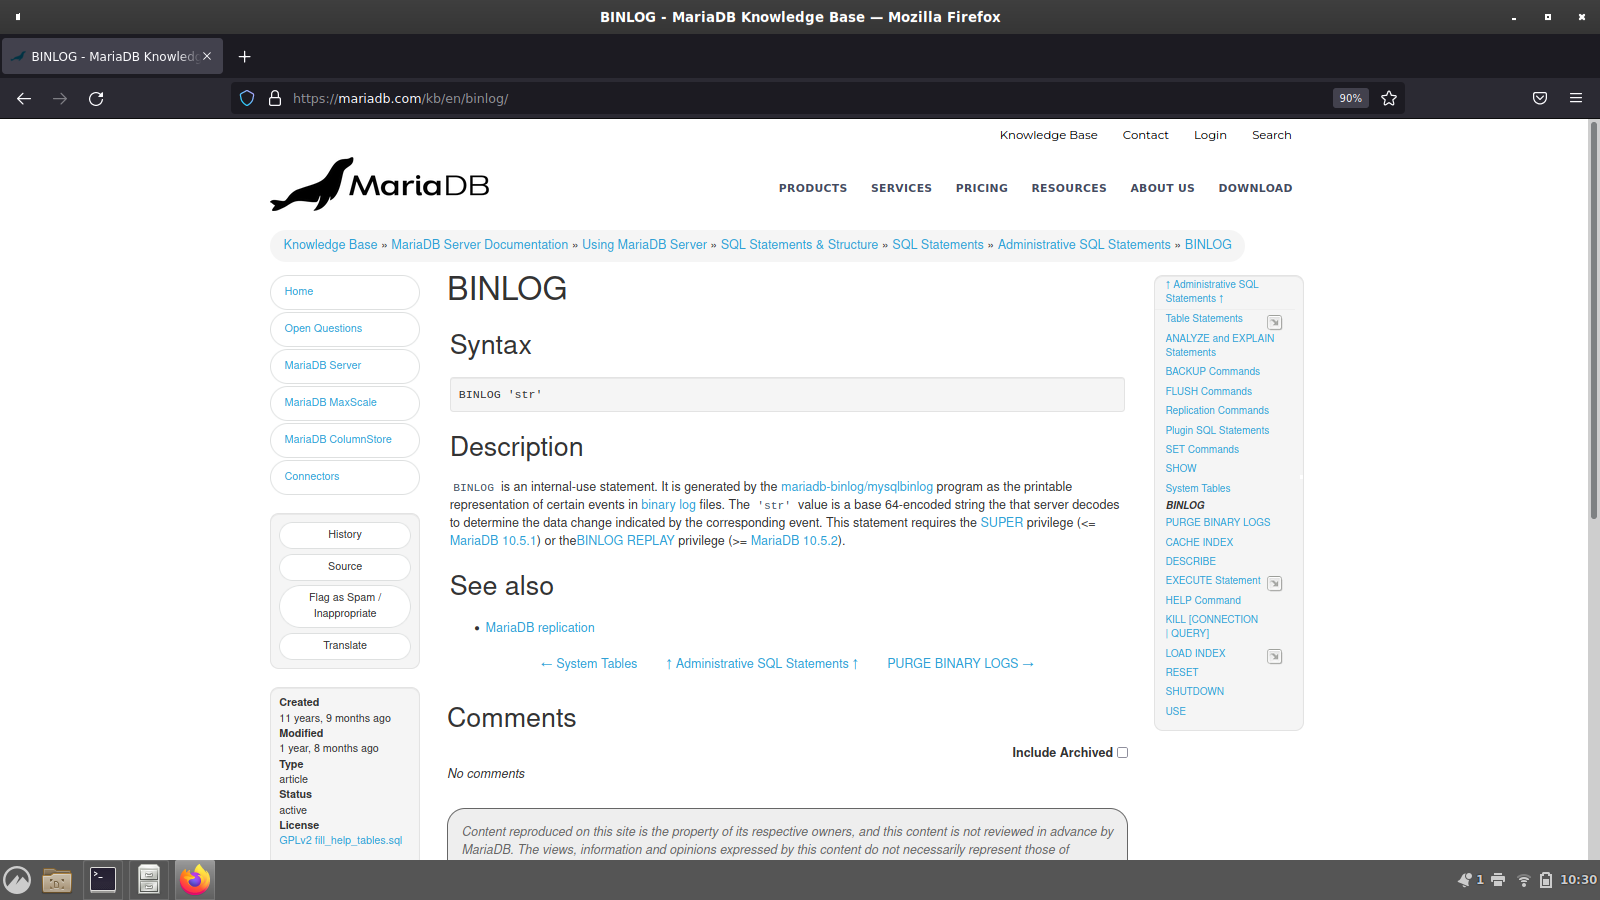 BINLOG - MariaDB Knowledge Base — Mozilla Firefox
BINLOG - MariaDB Knowledg
https://mariadb.com/kb/en/binlog/
90%
Knowledge Base Contact Login Search
MariaDB
PRODUCTS SERVICES PRICING RESOURCES ABOUT US DOWNLOAD
Knowledge Base » MariaDB Server Documentation » Using MariaDB Server » SQL Statements & Structure » SQL Statements » Administrative SQL Statements » BINLOG
Home
Open Questions
MariaDB Server
MariaDB MaxScale
MariaDB ColumnStore
Connectors
History
Source
Flag as Spam /
Inappropriate
Translate
Created
11 years, 9 months ago
Modified
1 year, 8 months ago
Type
article
Status
active
License
GPLv2 fill_help_tables.sql
BINLOG
Syntax
BINLOG 'str'
Description
BINLOG is an internal-use statement. It is generated by the mariadb-binlog/mysqlbinlog program as the printable
representation of certain events in binary log files. The 'str' value is a base 64-encoded string the that server decodes
to determine the data change indicated by the corresponding event. This statement requires the SUPER privilege (<=
MariaDB 10.5.1) or theBINLOG REPLAY privilege (>= MariaDB 10.5.2).
See also
• MariaDB replication
← System Tables ↑ Administrative SQL Statements ↑ PURGE BINARY LOGS →
Comments
Include Archived
No comments
Content reproduced on this site is the property of its respective owners, and this content is not reviewed in advance by
MariaDB. The views, information and opinions expressed by this content do not necessarily represent those of
↑ Administrative SQL
Statements ↑
Table Statements
ANALYZE and EXPLAIN
Statements
BACKUP Commands
FLUSH Commands
Replication Commands
Plugin SQL Statements
SET Commands
SHOW
System Tables
BINLOG
PURGE BINARY LOGS
CACHE INDEX
DESCRIBE
EXECUTE Statement
HELP Command
KILL [CONNECTION
| QUERY]
LOAD INDEX
RESET
SHUTDOWN
USE
1
10:30